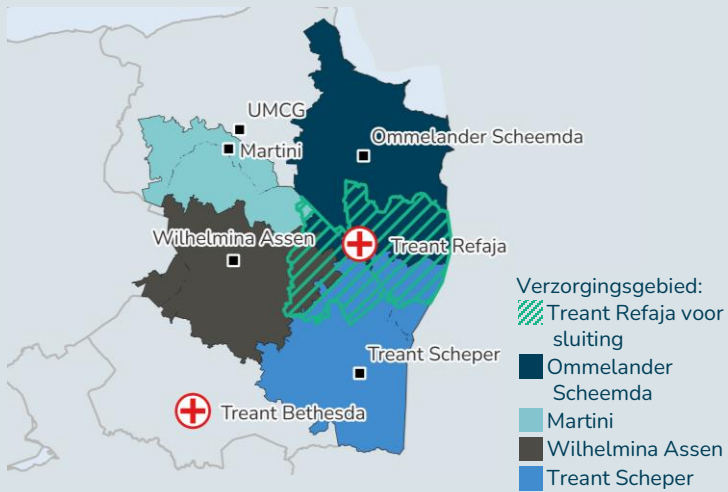 UMCG
Martini
Ommelander Scheemda
Wilhelmina Assen
Treant Refaja
Treant Scheper
Treant Bethesda
Verzorgingsgebied:
Treant Refaja voor
sluiting
Ommelander
Scheemda
Martini
Wilhelmina Assen
Treant Scheper